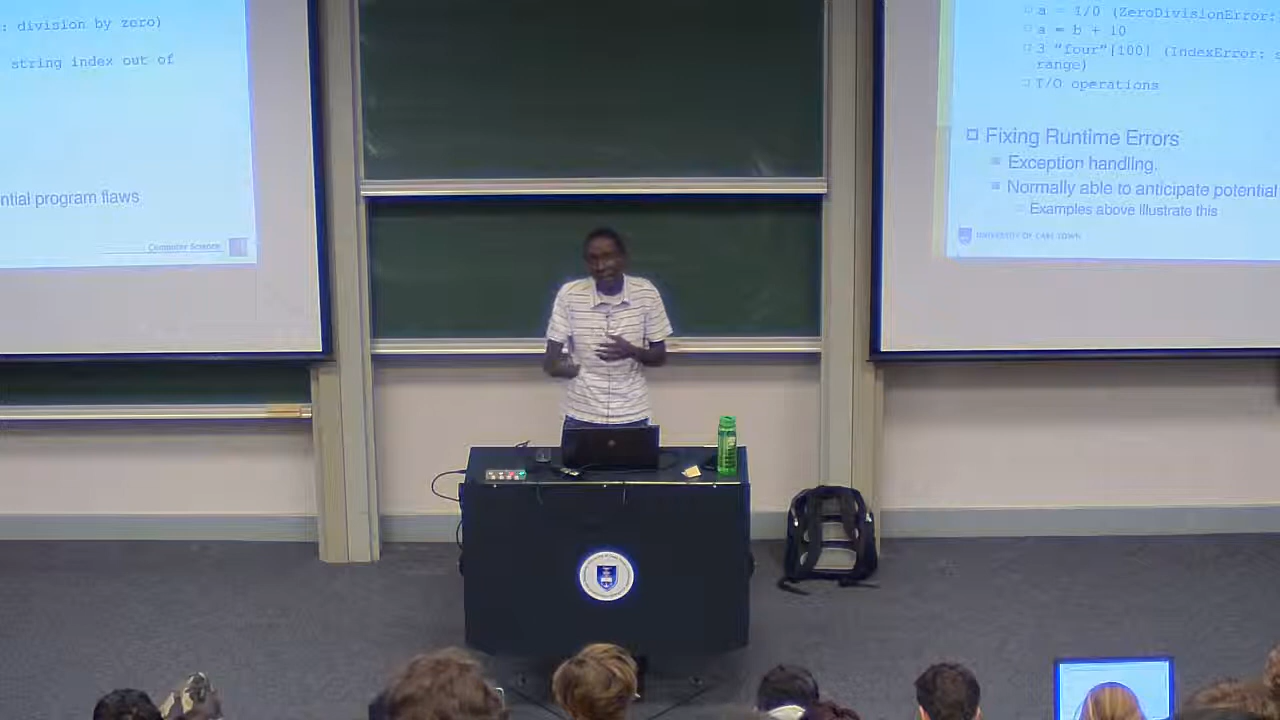 : division by zero)
string index out of
ntial program flaws
Computer Science
a = 1/0 (ZeroDivisionError:
a = b + 10
3 "four"[100] (IndexError: s
range)
I/O operations
Fixing Runtime Errors
Exception handling.
Normally able to anticipate potential
Examples above illustrate this
UNIVERSITY OF CAPE TOWN